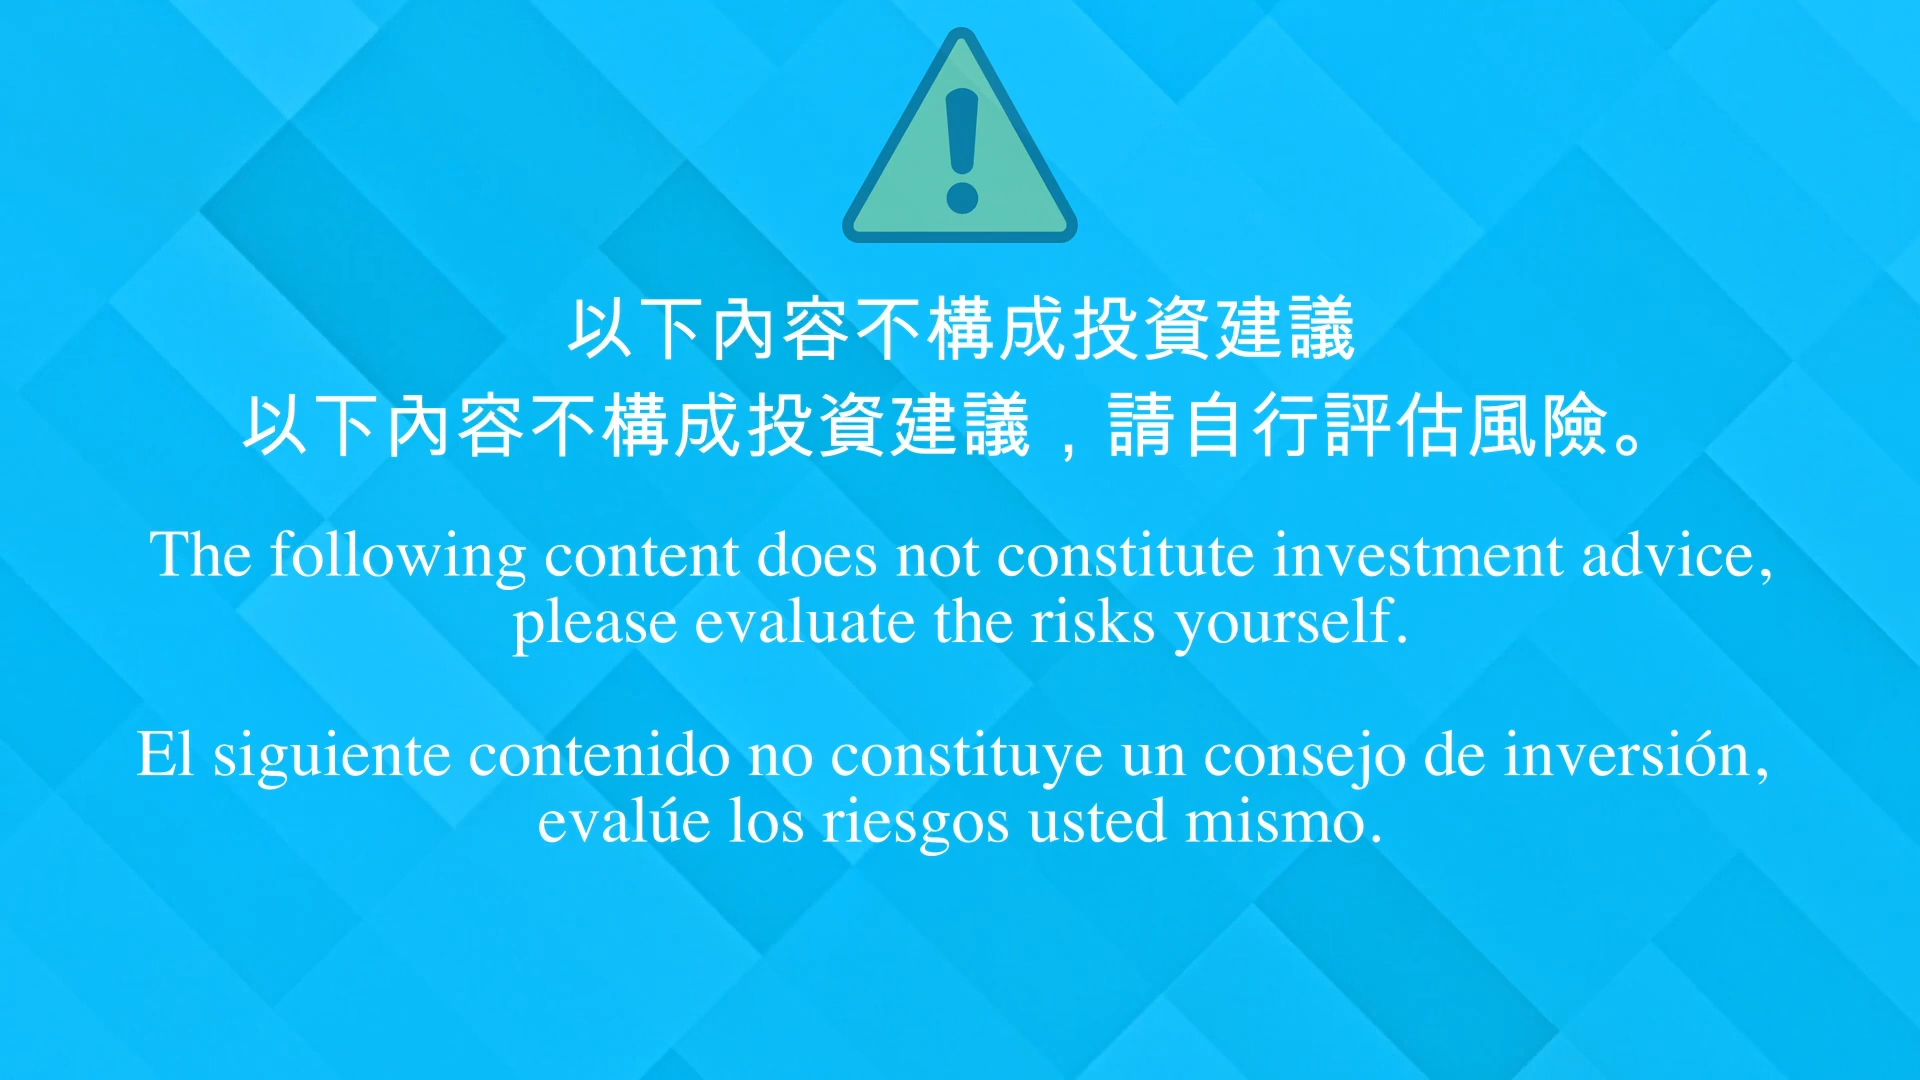 以下內容不構成投資建議
以下內容不構成投資建議，請自行評估風險。
The following content does not constitute investment advice,
please evaluate the risks yourself.
El siguiente contenido no constituye un consejo de inversión,
evalúe los riesgos usted mismo.